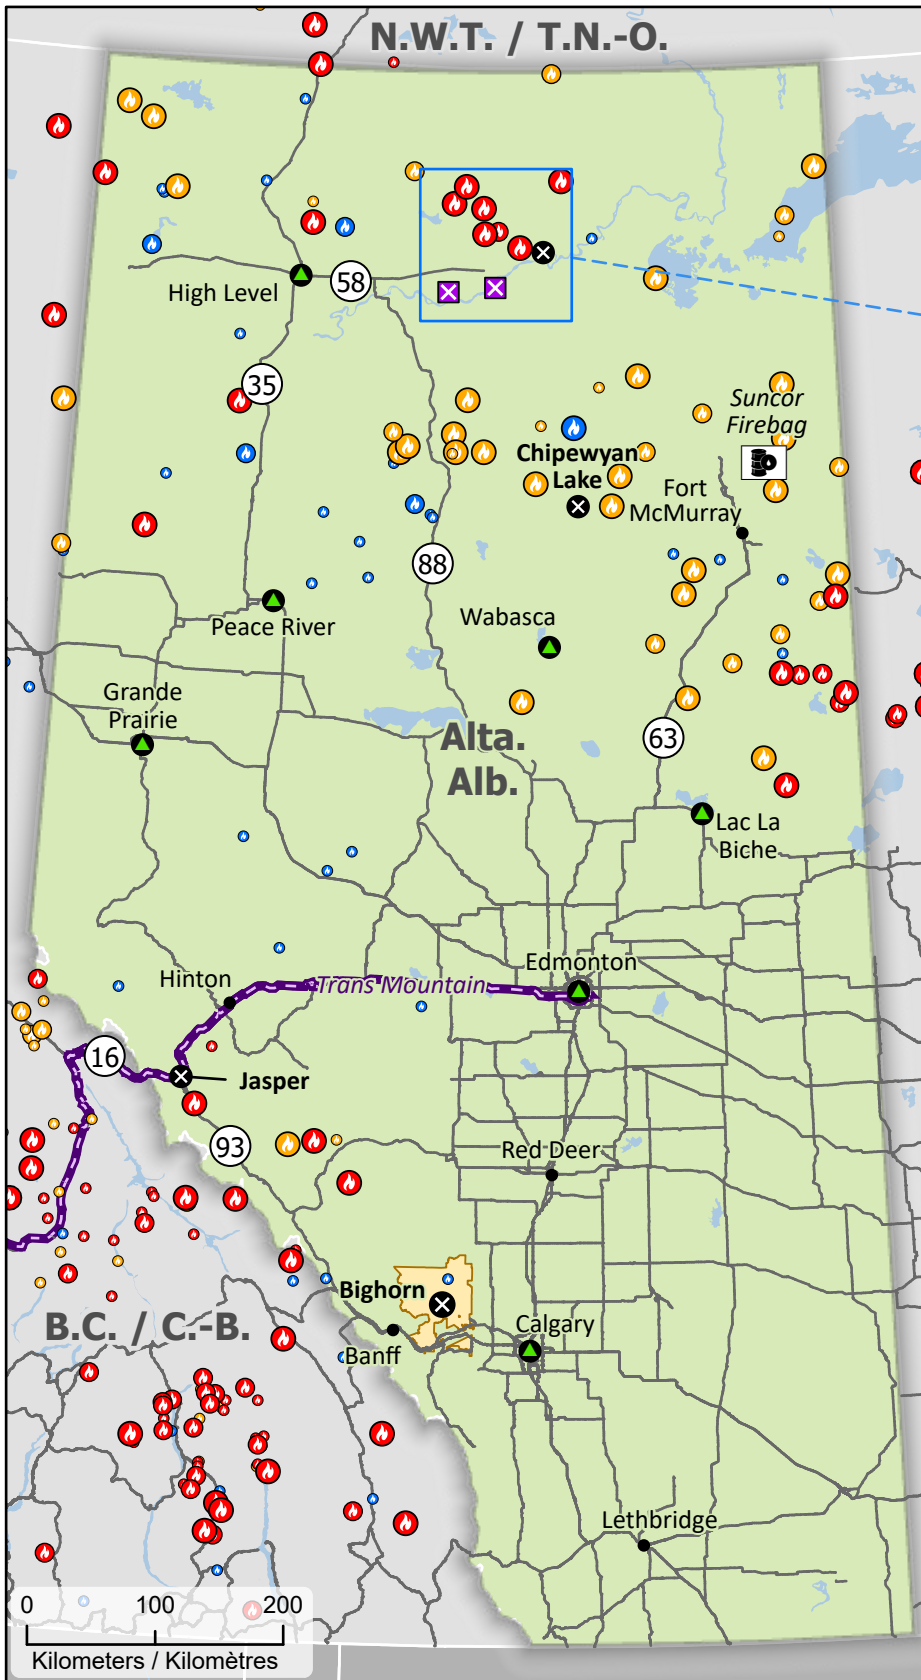 N.W.T. / T.N.-O.
High Level
58
35
Suncor
Firebag
Chipewyan
Lake
Fort
McMurray
88
Peace River
Wabasca
Grande
Prairie
Alta.
Alb.
63
Lac La
Biche
Edmonton
Hinton
Trans Mountain
16
Jasper
93
Red Deer
Bighorn
B.C. / C.-B.
Calgary
Banff
Lethbridge
0 100 200
Kilometers / Kilomètres